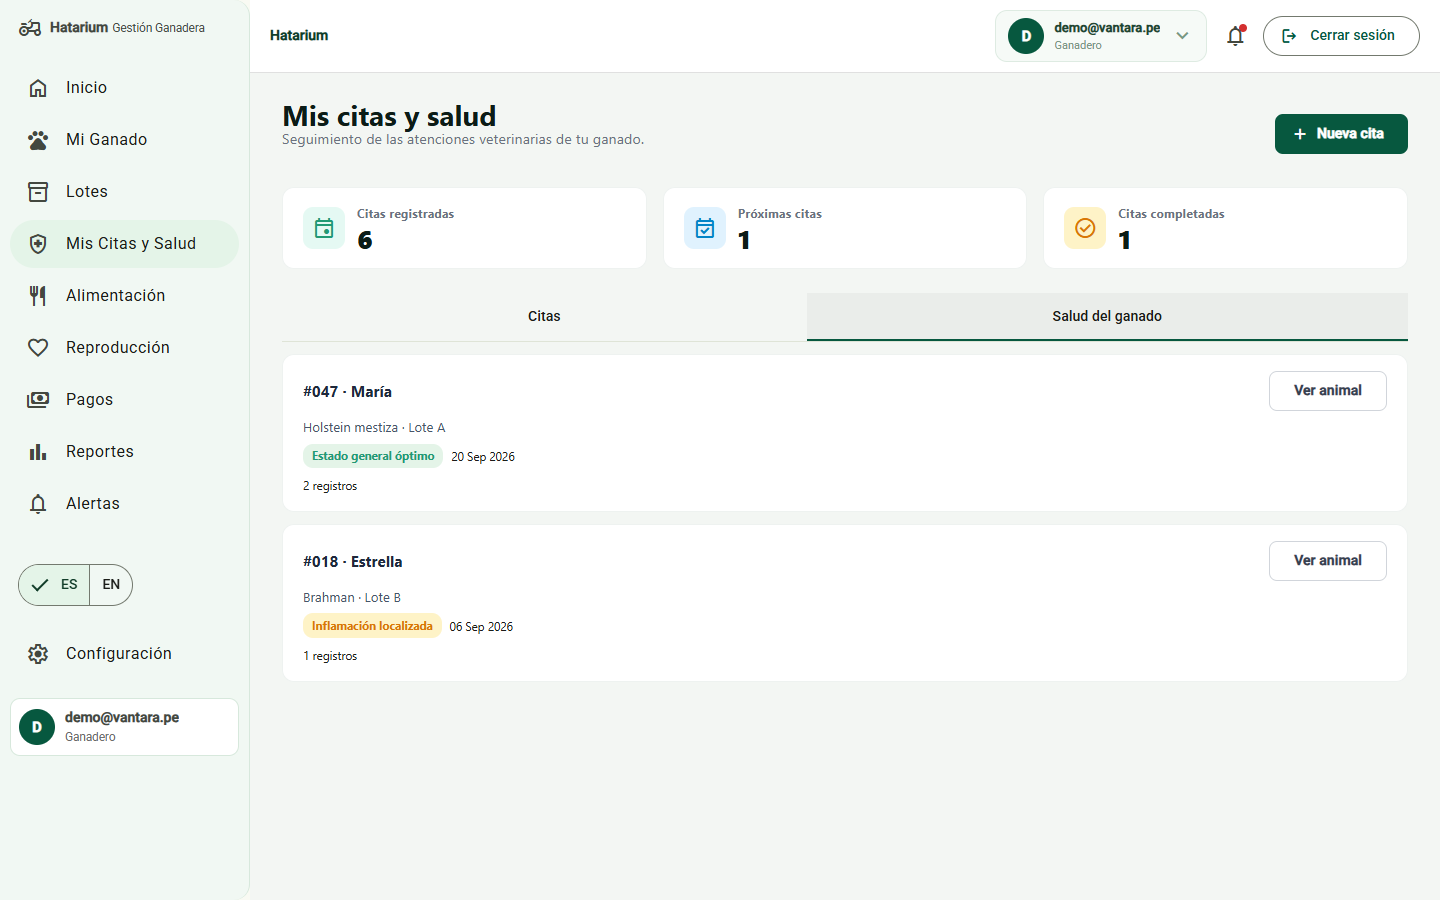 Hatarium Gestión Ganadera
Inicio
Mi Ganado
Lotes
Mis Citas y Salud
Alimentación
Reproducción
Pagos
Reportes
Alertas
ES
EN
Configuración
D
demo@vantara.pe
Ganadero
Hatarium
D
demo@vantara.pe
Ganadero
Cerrar sesión
Mis citas y salud
Seguimiento de las atenciones veterinarias de tu ganado.
+ Nueva cita
Citas registradas
6
Próximas citas
1
Citas completadas
1
Citas
Salud del ganado
#047 · María
Ver animal
Holstein mestiza · Lote A
Estado general óptimo 20 Sep 2026
2 registros
#018 · Estrella
Ver animal
Brahman · Lote B
Inflamación localizada 06 Sep 2026
1 registros